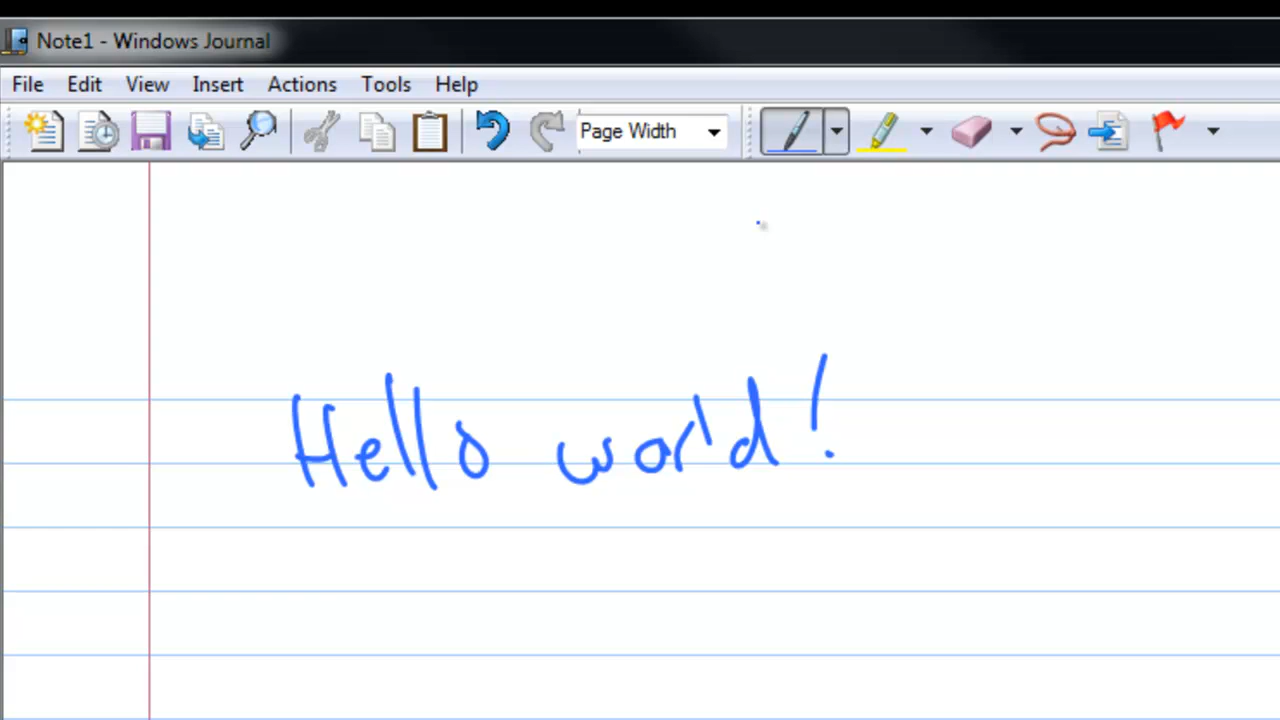 Note1 - Windows Journal
File Edit View Insert Actions Tools Help
Page Width
Hello world!